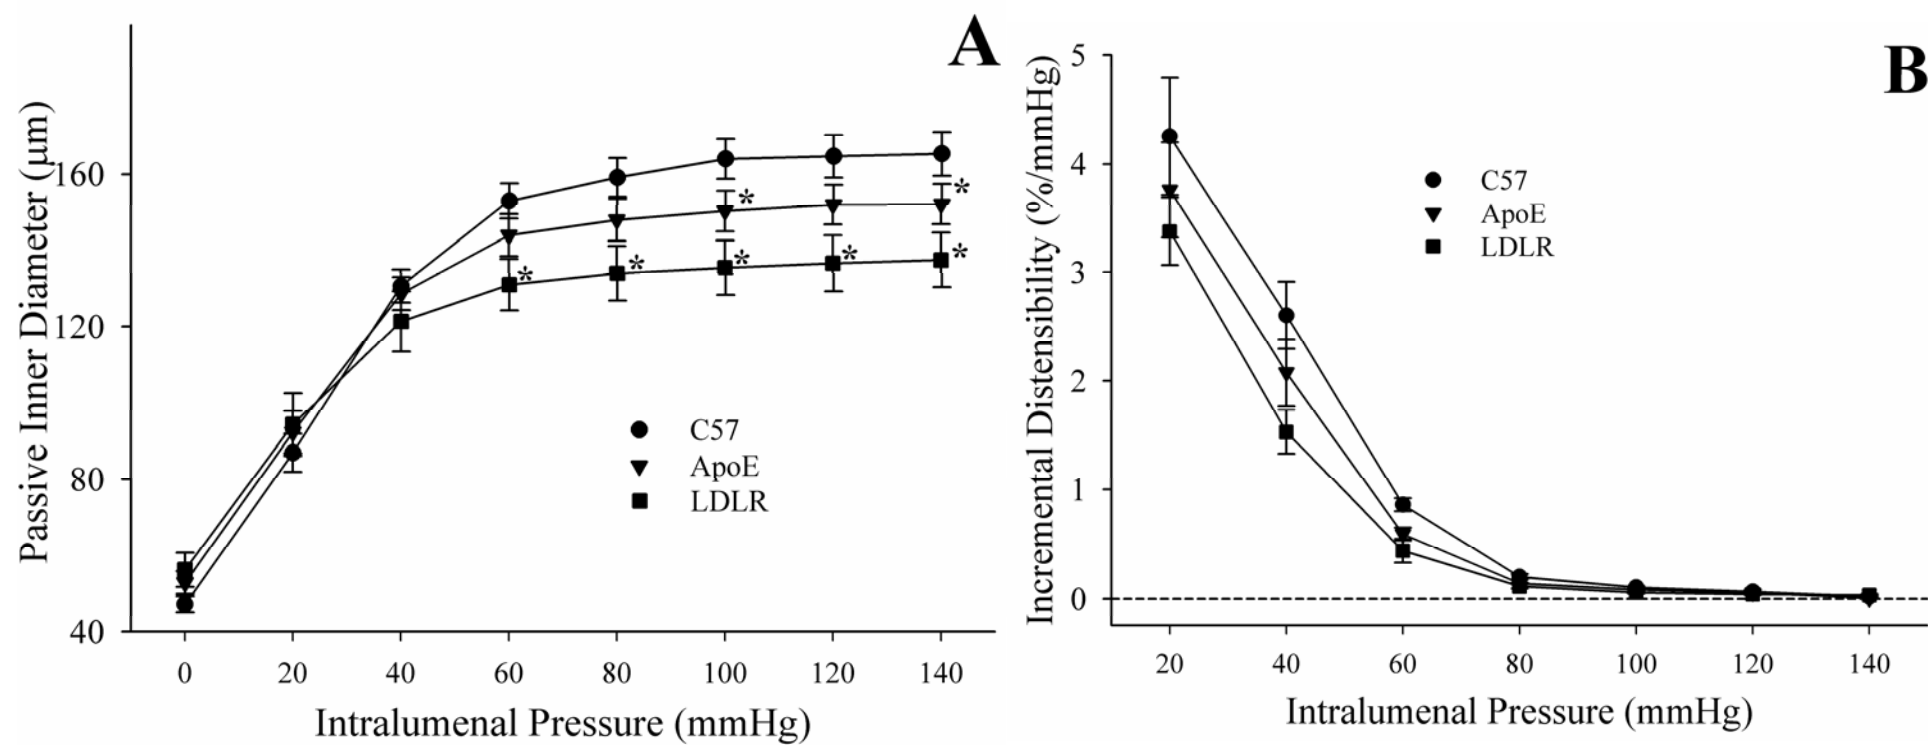 A
Passive Inner Diameter (µm)
160
120
80
40
*
*
*
*
*
*
*
C57
ApoE
LDLR
0 20 40 60 80 100 120 140
Intralumenal Pressure (mmHg)
B
Incremental Distensibility (%/mmHg)
5
4
3
2
1
0
C57
ApoE
LDLR
20 40 60 80 100 120 140
Intralumenal Pressure (mmHg)